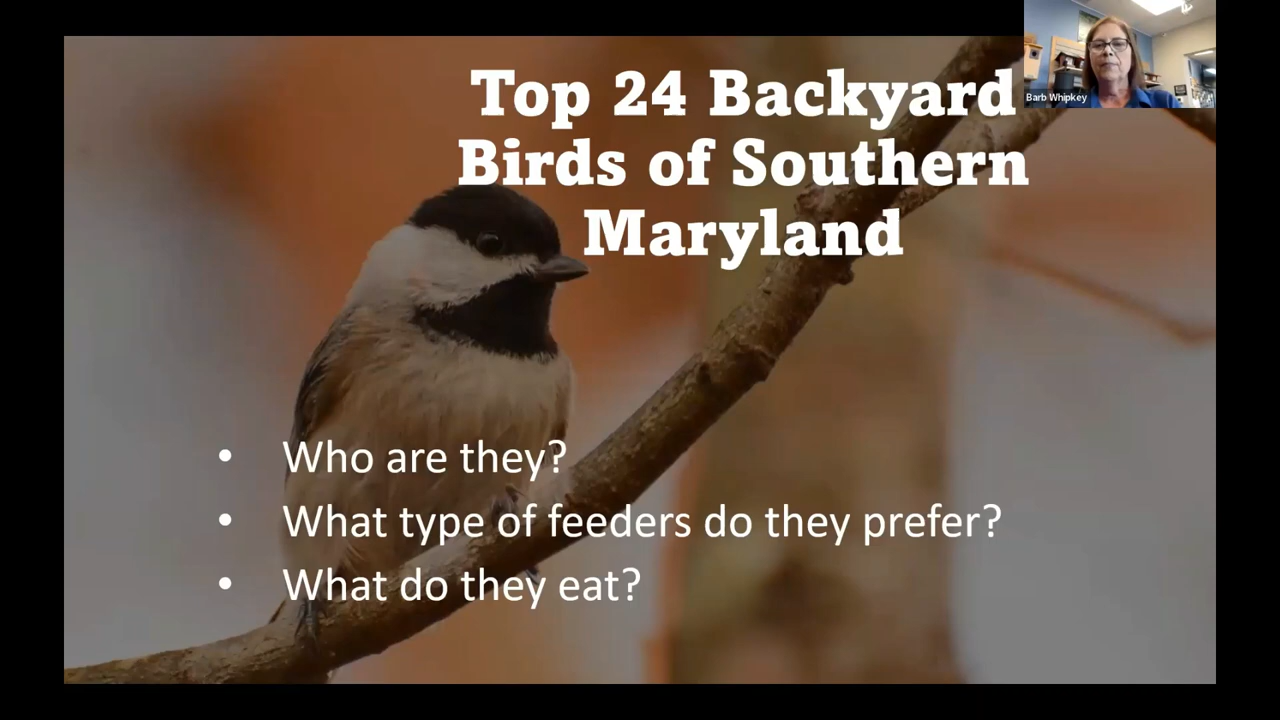 Top 24 Backyard
Birds of Southern
Maryland
Barb Whipkey
• Who are they?
• What type of feeders do they prefer?
• What do they eat?